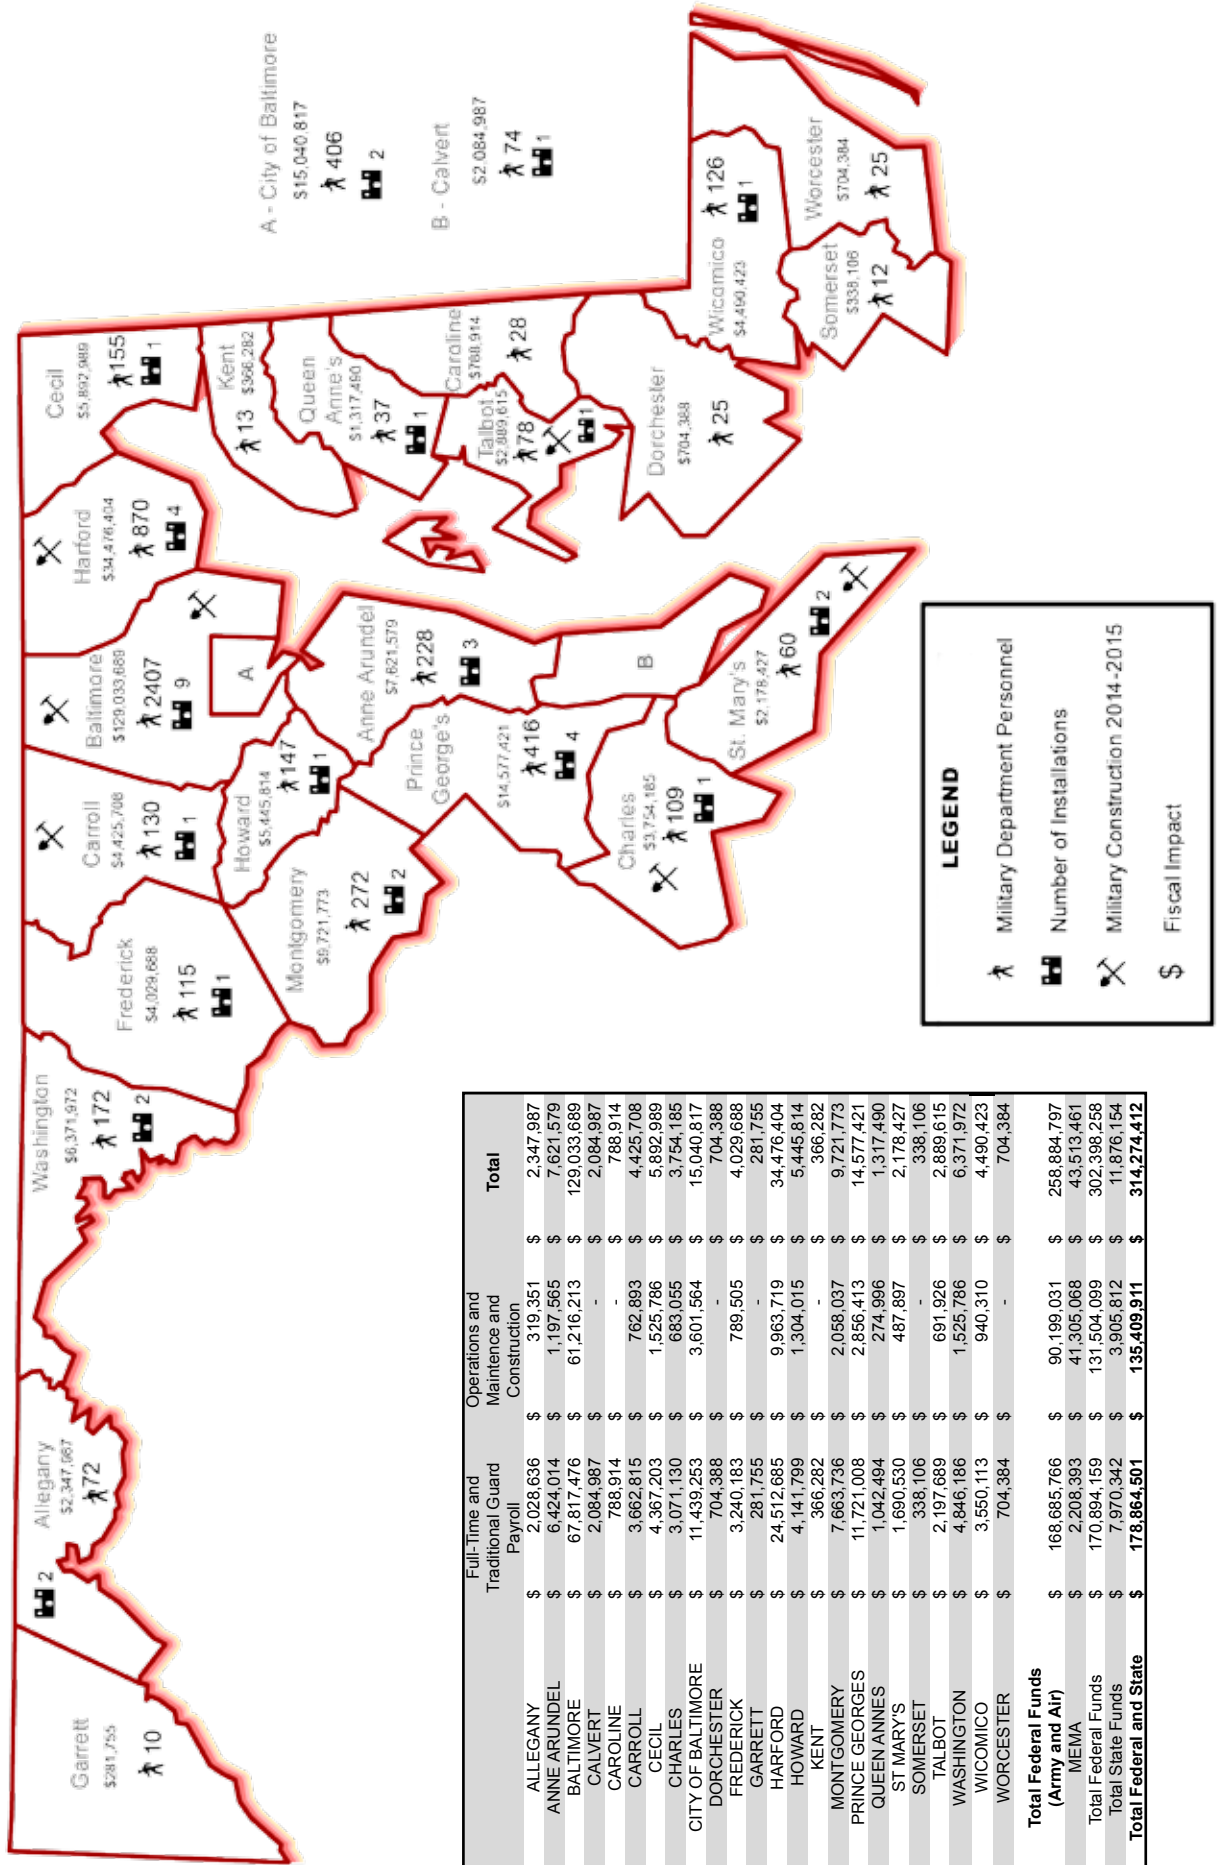 Garrett
$281,755
10
Allegany
$2,347,987
72
2
Washington
$6,371,972
172
2
Frederick
$4,029,688
115
1
Carroll
$4,425,708
130
1
Baltimore
$129,033,689
2407
9
Harford
$34,476,404
870
4
Cecil
$5,892,989
155
1
Howard
$5,445,814
147
1
Montgomery
$9,721,773
272
2
A
Anne Arundel
$7,621,579
228
3
Prince
George's
$14,577,421
416
4
B
Charles
$3,754,185
109
1
St. Mary's
$2,178,427
60
2
Kent
$366,282
13
Queen
Anne's
$1,317,490
37
1
Caroline
$788,914
28
Talbot
$2,889,615
78
1
Dorchester
$704,388
25
Wicomico
$4,490,423
126
1
Somerset
$338,106
12
Worcester
$704,384
25
A - City of Baltimore
$15,040,817
406
2
B - Calvert
$2,084,987
74
1
LEGEND
Military Department Personnel
Number of Installations
Military Construction 2014-2015
$ Fiscal Impact
Full-Time and Traditional Guard Payroll
Operations and Maintence and Construction
Total
ALLEGANY $ 2,028,636 $ 319,351 $ 2,347,987
ANNE ARUNDEL $ 6,424,014 $ 1,197,565 $ 7,621,579
BALTIMORE $ 67,817,476 $ 61,216,213 $ 129,033,689
CALVERT $ 2,084,987 $ - $ 2,084,987
CAROLINE $ 788,914 $ - $ 788,914
CARROLL $ 3,662,815 $ 762,893 $ 4,425,708
CECIL $ 4,367,203 $ 1,525,786 $ 5,892,989
CHARLES $ 3,071,130 $ 683,055 $ 3,754,185
CITY OF BALTIMORE $ 11,439,253 $ 3,601,564 $ 15,040,817
DORCHESTER $ 704,388 $ - $ 704,388
FREDERICK $ 3,240,183 $ 789,505 $ 4,029,688
GARRETT $ 281,755 $ - $ 281,755
HARFORD $ 24,512,685 $ 9,963,719 $ 34,476,404
HOWARD $ 4,141,799 $ 1,304,015 $ 5,445,814
KENT $ 366,282 $ - $ 366,282
MONTGOMERY $ 7,663,736 $ 2,058,037 $ 9,721,773
PRINCE GEORGES $ 11,721,008 $ 2,856,413 $ 14,577,421
QUEEN ANNES $ 1,042,494 $ 274,996 $ 1,317,490
ST MARY'S $ 1,690,530 $ 487,897 $ 2,178,427
SOMERSET $ 338,106 $ - $ 338,106
TALBOT $ 2,197,689 $ 691,926 $ 2,889,615
WASHINGTON $ 4,846,186 $ 1,525,786 $ 6,371,972
WICOMICO $ 3,550,113 $ 940,310 $ 4,490,423
WORCESTER $ 704,384 $ - $ 704,384
Total Federal Funds
(Army and Air) $ 168,685,766 $ 90,199,031 $ 258,884,797
MEMA $ 2,208,393 $ 41,305,068 $ 43,513,461
Total Federal Funds $ 170,894,159 $ 131,504,099 $ 302,398,258
Total State Funds $ 7,970,342 $ 3,905,812 $ 11,876,154
Total Federal and State $ 178,864,501 $ 135,409,911 $ 314,274,412